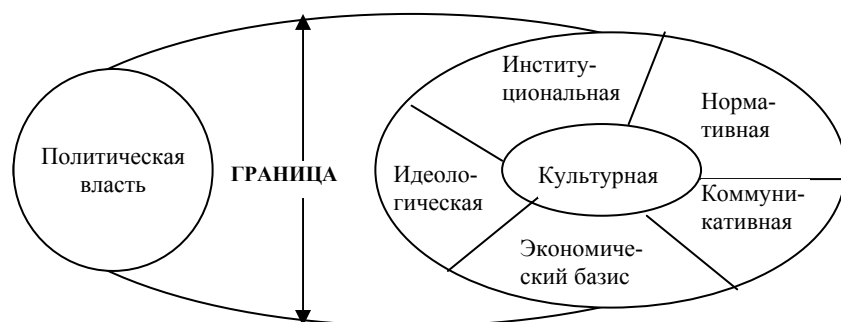 Политическая
власть
ГРАНИЦА
Институ-
циональная
Норма-
тивная
Идеоло-
гическая
Культурная
Коммуни-
кативная
Экономиче-
ский базис